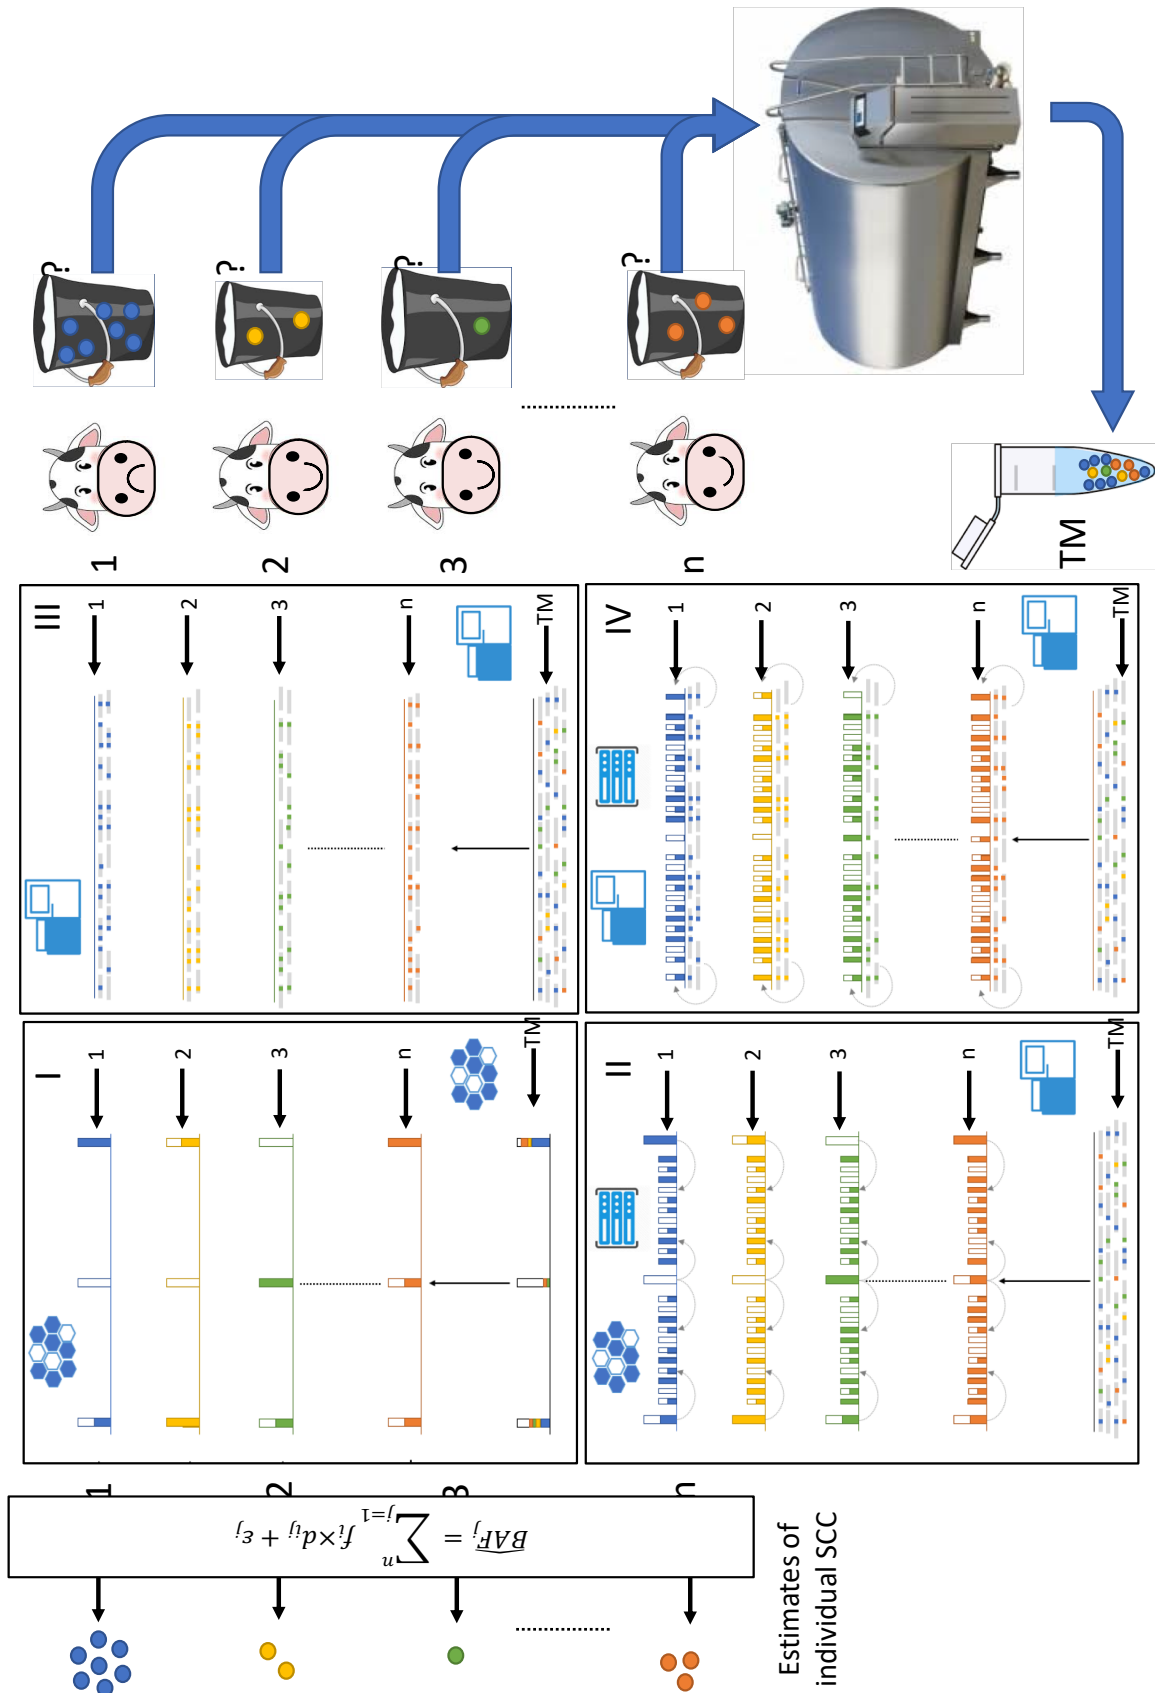 1
2
3
n
?
?
?
?
TM
I
1
2
3
n
TM
II
1
2
3
n
TM
III
1
2
3
n
TM
IV
1
2
3
n
TM
1
2
3
n
$\widehat{BAF_j} = \sum_{j=1}^{n} f_i \times d_{ij} + \varepsilon_j$
Estimates of
individual SCC